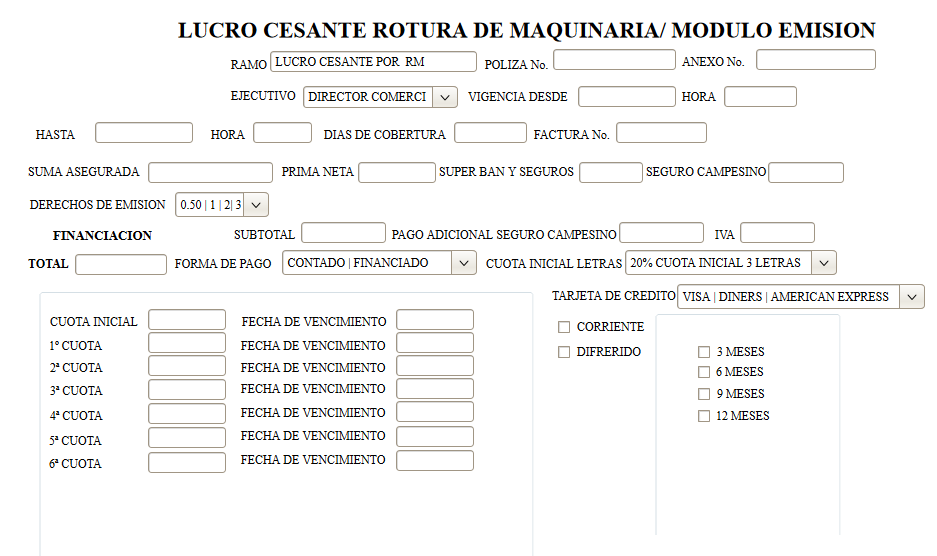 LUCRO CESANTE ROTURA DE MAQUINARIA/ MODULO EMISION
RAMO LUCRO CESANTE POR RM POLIZA No. ANEXO No.
EJECUTIVO DIRECTOR COMERCI VIGENCIA DESDE HORA
HASTA HORA DIAS DE COBERTURA FACTURA No.
SUMA ASEGURADA PRIMA NETA SUPER BAN Y SEGUROS SEGURO CAMPESINO
DERECHOS DE EMISION 0.50 | 1 | 2| 3
FINANCIACION SUBTOTAL PAGO ADICIONAL SEGURO CAMPESINO IVA
TOTAL FORMA DE PAGO CONTADO | FINANCIADO CUOTA INICIAL LETRAS 20% CUOTA INICIAL 3 LETRAS
TARJETA DE CREDITO VISA | DINERS | AMERICAN EXPRESS
CUOTA INICIAL FECHA DE VENCIMIENTO
1º CUOTA FECHA DE VENCIMIENTO
2ª CUOTA FECHA DE VENCIMIENTO
3ª CUOTA FECHA DE VENCIMIENTO
4ª CUOTA FECHA DE VENCIMIENTO
5ª CUOTA FECHA DE VENCIMIENTO
6ª CUOTA FECHA DE VENCIMIENTO
CORRIENTE
DIFRERIDO
3 MESES
6 MESES
9 MESES
12 MESES